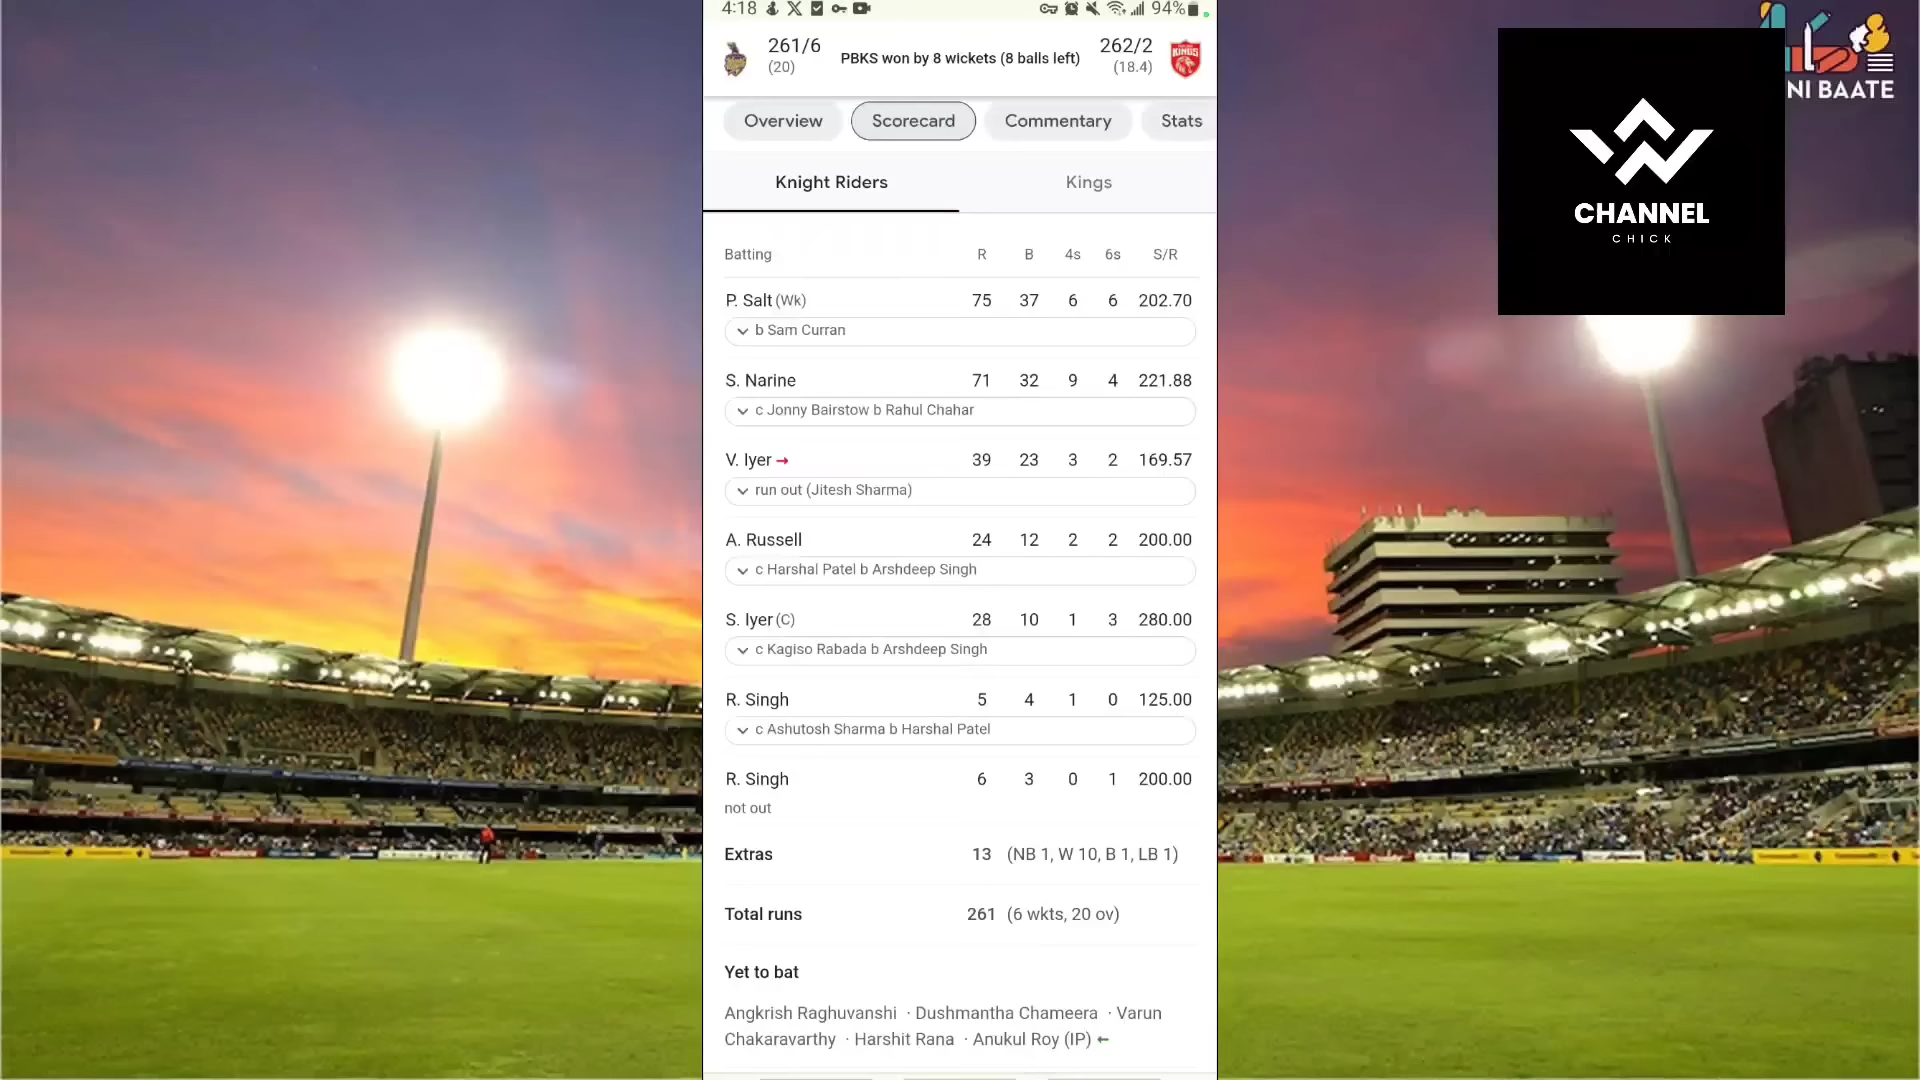 4:18 94%
261/6 262/2
(20) PBKS won by 8 wickets (8 balls left) (18.4)
KINGS
NI BAATE
Overview Scorecard Commentary Stats
Knight Riders Kings
CHANNEL
CHICK
Batting R B 4s 6s S/R
P. Salt (Wk) 75 37 6 6 202.70
b Sam Curran
S. Narine 71 32 9 4 221.88
c Jonny Bairstow b Rahul Chahar
V. Iyer → 39 23 3 2 169.57
run out (Jitesh Sharma)
A. Russell 24 12 2 2 200.00
c Harshal Patel b Arshdeep Singh
S. Iyer (C) 28 10 1 3 280.00
c Kagiso Rabada b Arshdeep Singh
R. Singh 5 4 1 0 125.00
c Ashutosh Sharma b Harshal Patel
R. Singh 6 3 0 1 200.00
not out
Extras 13 (NB 1, W 10, B 1, LB 1)
Total runs 261 (6 wkts, 20 ov)
Yet to bat
Angkrish Raghuvanshi · Dushmantha Chameera · Varun
Chakaravarthy · Harshit Rana · Anukul Roy (IP) ←